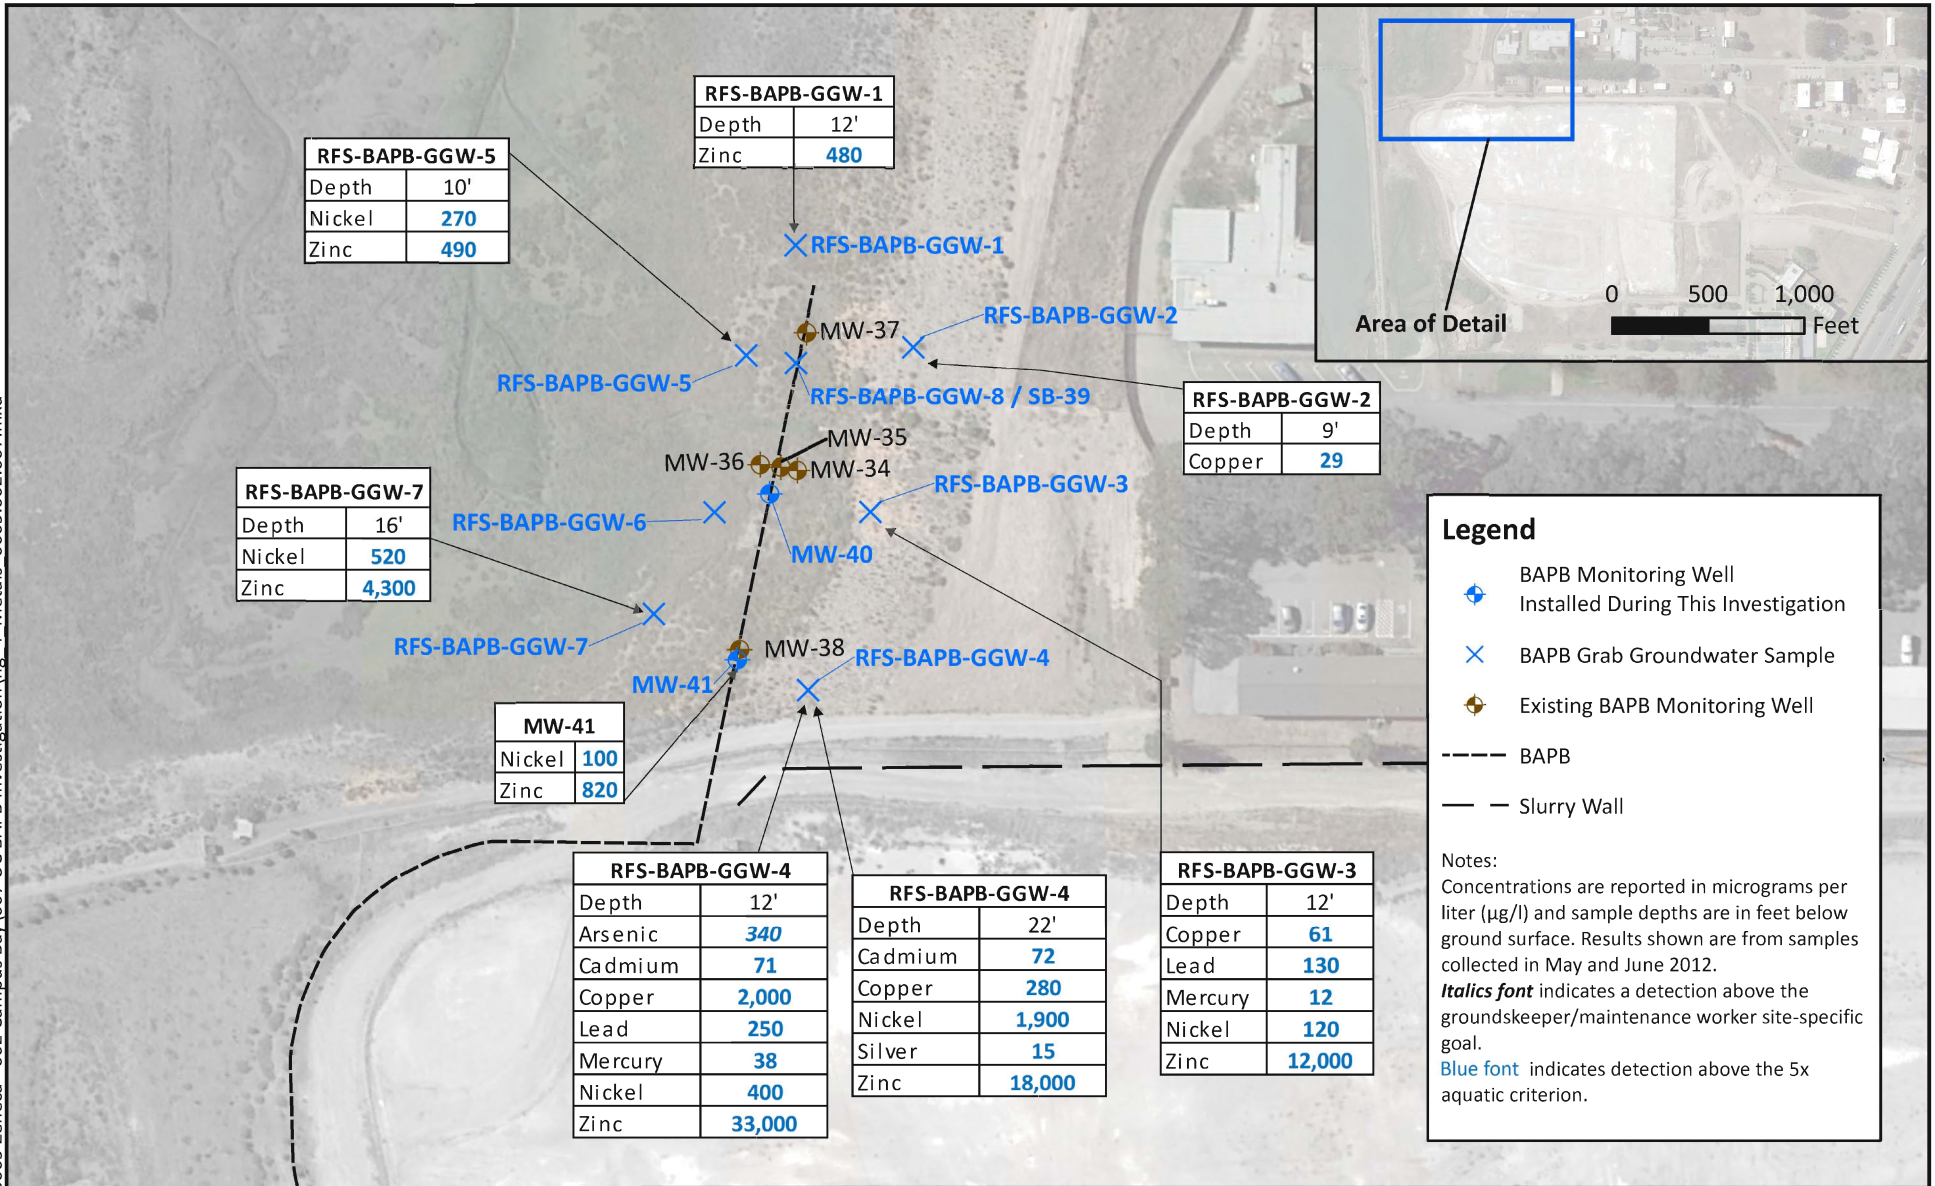 RFS-BAPB-GGW-1
Depth 12'
Zinc 480
RFS-BAPB-GGW-5
Depth 10'
Nickel 270
Zinc 490
RFS-BAPB-GGW-1
0 500 1,000
Feet
Area of Detail
RFS-BAPB-GGW-2
MW-37
RFS-BAPB-GGW-5
RFS-BAPB-GGW-8 / SB-39
RFS-BAPB-GGW-2
Depth 9'
Copper 29
MW-35
MW-36
MW-34
RFS-BAPB-GGW-3
RFS-BAPB-GGW-7
Depth 16'
Nickel 520
Zinc 4,300
RFS-BAPB-GGW-6
MW-40
RFS-BAPB-GGW-7
MW-38
RFS-BAPB-GGW-4
MW-41
MW-41
Nickel 100
Zinc 820
RFS-BAPB-GGW-4
Depth 12'
Arsenic 340
Cadmium 71
Copper 2,000
Lead 250
Mercury 38
Nickel 400
Zinc 33,000
RFS-BAPB-GGW-4
Depth 22'
Cadmium 72
Copper 280
Nickel 1,900
Silver 15
Zinc 18,000
RFS-BAPB-GGW-3
Depth 12'
Copper 61
Lead 130
Mercury 12
Nickel 120
Zinc 12,000
Legend
BAPB Monitoring Well
Installed During This Investigation
BAPB Grab Groundwater Sample
Existing BAPB Monitoring Well
BAPB
Slurry Wall
Notes:
Concentrations are reported in micrograms per
liter (µg/l) and sample depths are in feet below
ground surface. Results shown are from samples
collected in May and June 2012.
Italics font indicates a detection above the
groundskeeper/maintenance worker site-specific
goal.
Blue font indicates detection above the 5x
aquatic criterion.